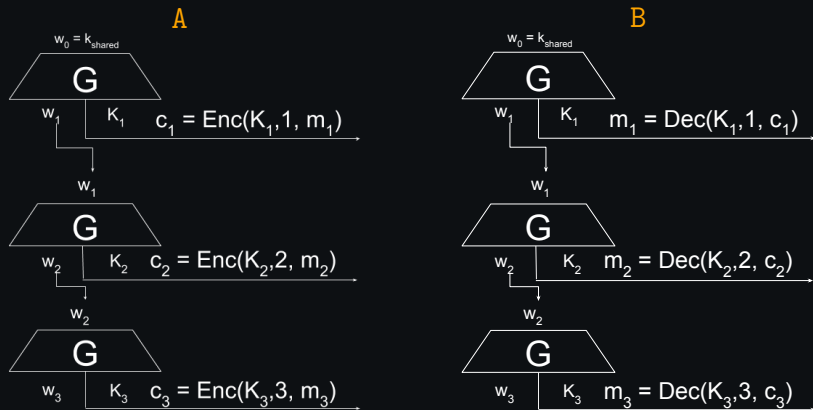 A
w₀ = k_shared
G
w₁ K₁ c₁ = Enc(K₁,1, m₁)
w₁
G
w₂ K₂ c₂ = Enc(K₂,2, m₂)
w₂
G
w₃ K₃ c₃ = Enc(K₃,3, m₃)
B
w₀ = k_shared
G
w₁ K₁ m₁ = Dec(K₁,1, c₁)
w₁
G
w₂ K₂ m₂ = Dec(K₂,2, c₂)
w₂
G
w₃ K₃ m₃ = Dec(K₃,3, c₃)